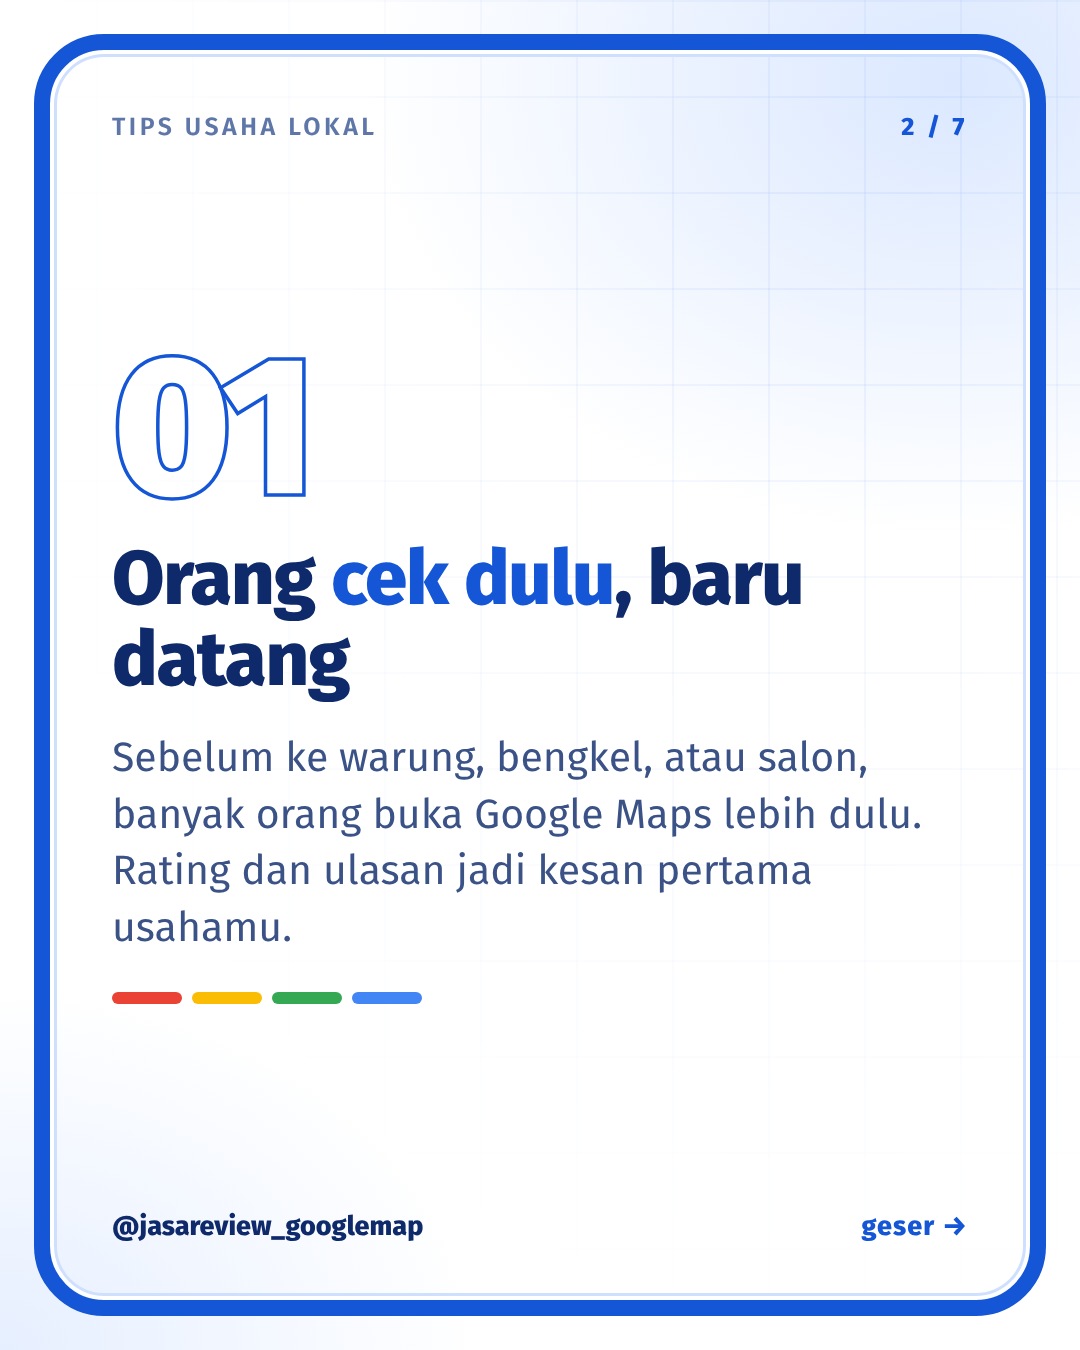 TIPS USAHA LOKAL
2 / 7
01
Orang cek dulu, baru
datang
Sebelum ke warung, bengkel, atau salon,
banyak orang buka Google Maps lebih dulu.
Rating dan ulasan jadi kesan pertama
usahamu.
@jasareview_googlemap
geser →